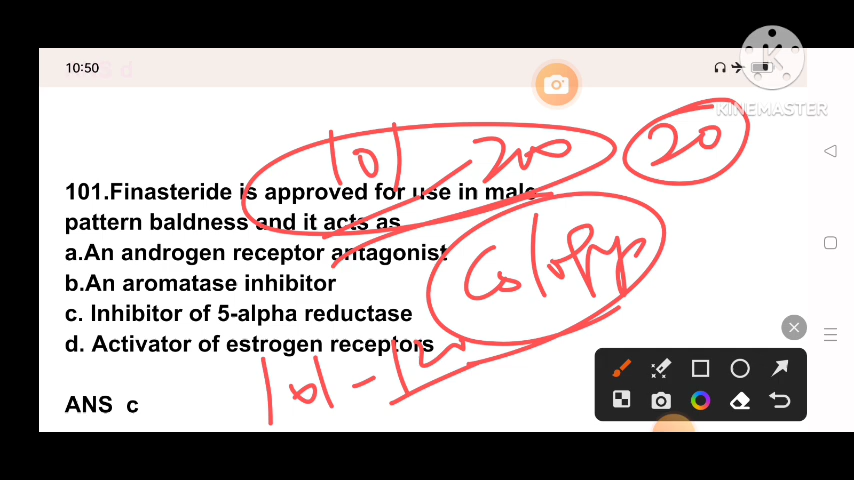 10:50
KINEMASTER
101 - 200
20
101.Finasteride is approved for use in male
pattern baldness and it acts as
a.An androgen receptor antagonist
b.An aromatase inhibitor
c. Inhibitor of 5-alpha reductase
d. Activator of estrogen receptors
101 -
ANS c